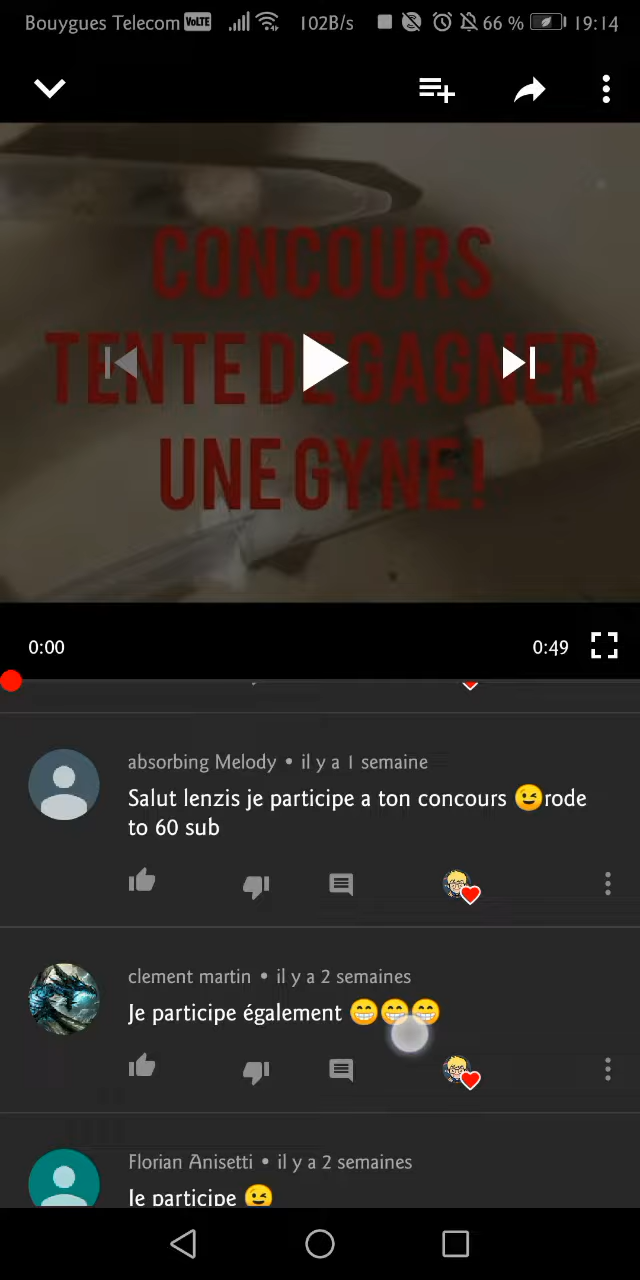 Bouygues Telecom VoLTE 102B/s 66 % 19:14
CONCOURS
TENTE DE GAGNER
UNE GYNE !
0:00 0:49
absorbing Melody • il y a 1 semaine
Salut lenzis je participe a ton concours 😉rode
to 60 sub
clement martin • il y a 2 semaines
Je participe également 😁😁😁
Florian Anisetti • il y a 2 semaines
Je participe 😉